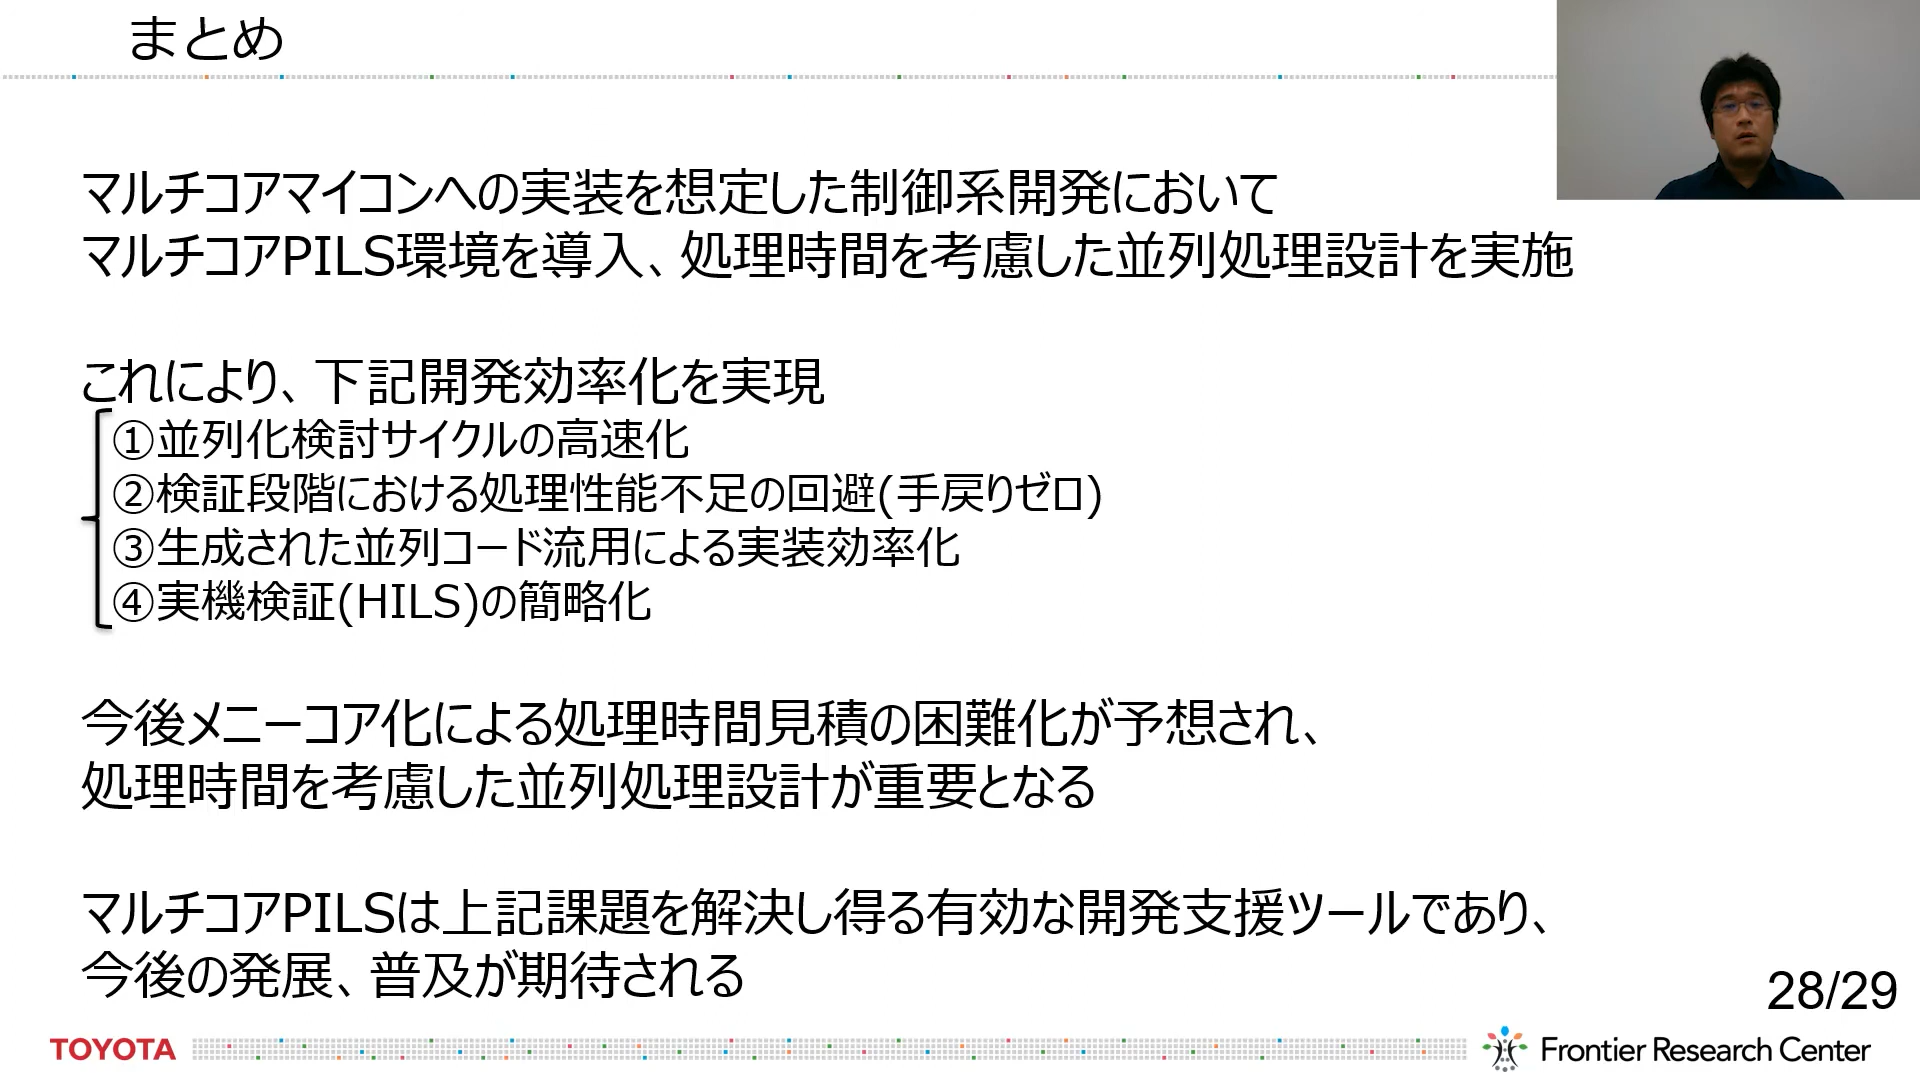 まとめ
マルチコアマイコンへの実装を想定した制御系開発において
マルチコアPILS環境を導入、処理時間を考慮した並列処理設計を実施
これにより、下記開発効率化を実現
①並列化検討サイクルの高速化
②検証段階における処理性能不足の回避(手戻りゼロ)
③生成された並列コード流用による実装効率化
④実機検証(HILS)の簡略化
今後メニーコア化による処理時間見積の困難化が予想され、
処理時間を考慮した並列処理設計が重要となる
マルチコアPILSは上記課題を解決し得る有効な開発支援ツールであり、
今後の発展、普及が期待される
28/29
TOYOTA
Frontier Research Center